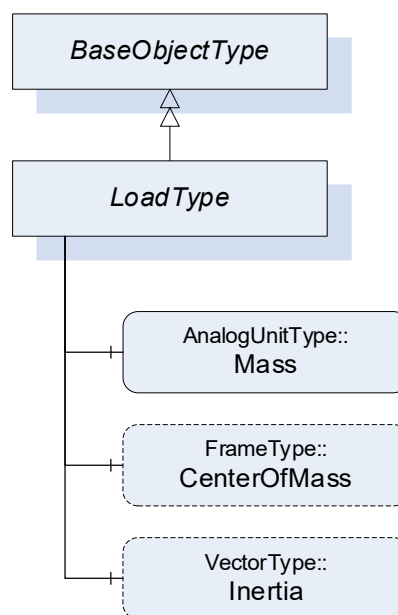 BaseObjectType
LoadType
AnalogUnitType::
Mass
FrameType::
CenterOfMass
VectorType::
Inertia